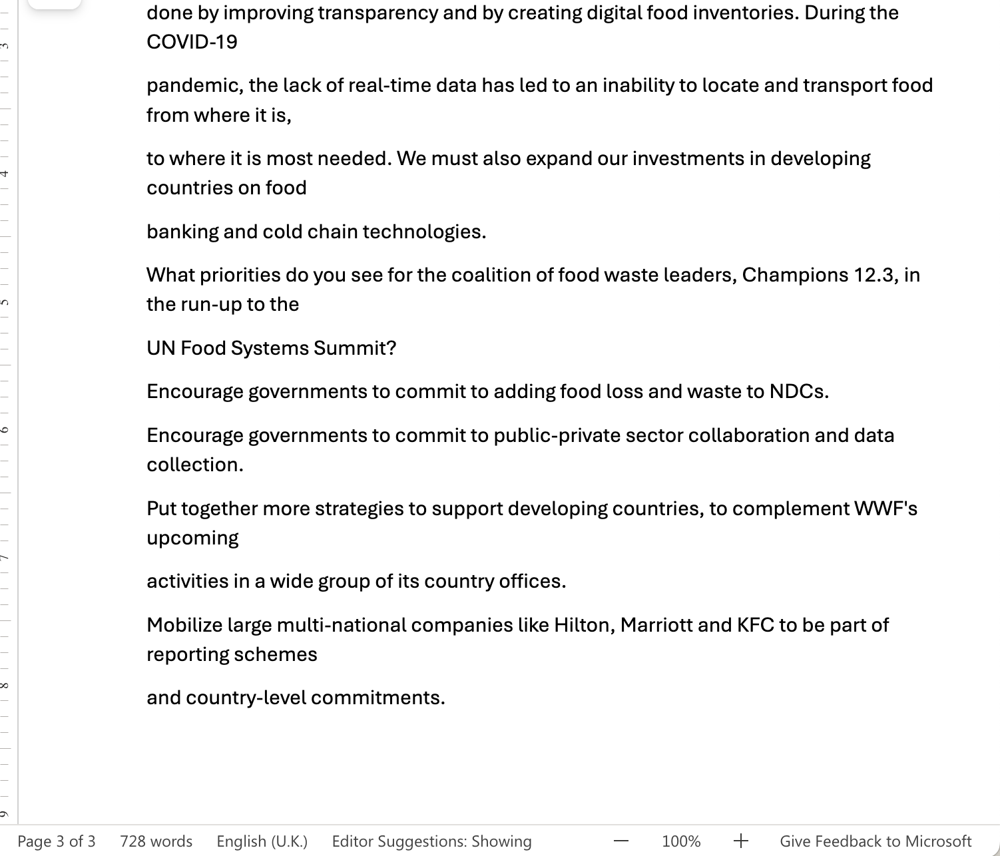 done by improving transparency and by creating digital food inventories. During the
COVID-19
pandemic, the lack of real-time data has led to an inability to locate and transport food
from where it is,
to where it is most needed. We must also expand our investments in developing
countries on food
banking and cold chain technologies.
What priorities do you see for the coalition of food waste leaders, Champions 12.3, in
the run-up to the
UN Food Systems Summit?
Encourage governments to commit to adding food loss and waste to NDCs.
Encourage governments to commit to public-private sector collaboration and data
collection.
Put together more strategies to support developing countries, to complement WWF's
upcoming
activities in a wide group of its country offices.
Mobilize large multi-national companies like Hilton, Marriott and KFC to be part of
reporting schemes
and country-level commitments.
3
4
5
6
7
8
9
Page 3 of 3 728 words English (U.K.) Editor Suggestions: Showing — 100% + Give Feedback to Microsoft